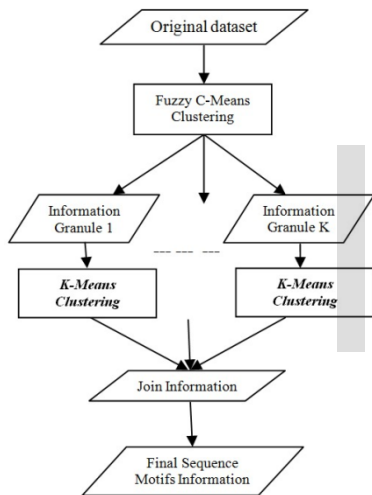 Original dataset
Fuzzy C-Means
Clustering
Information
Granule 1
Information
Granule K
K-Means
Clustering
K-Means
Clustering
Join Information
Final Sequence
Motifs Information